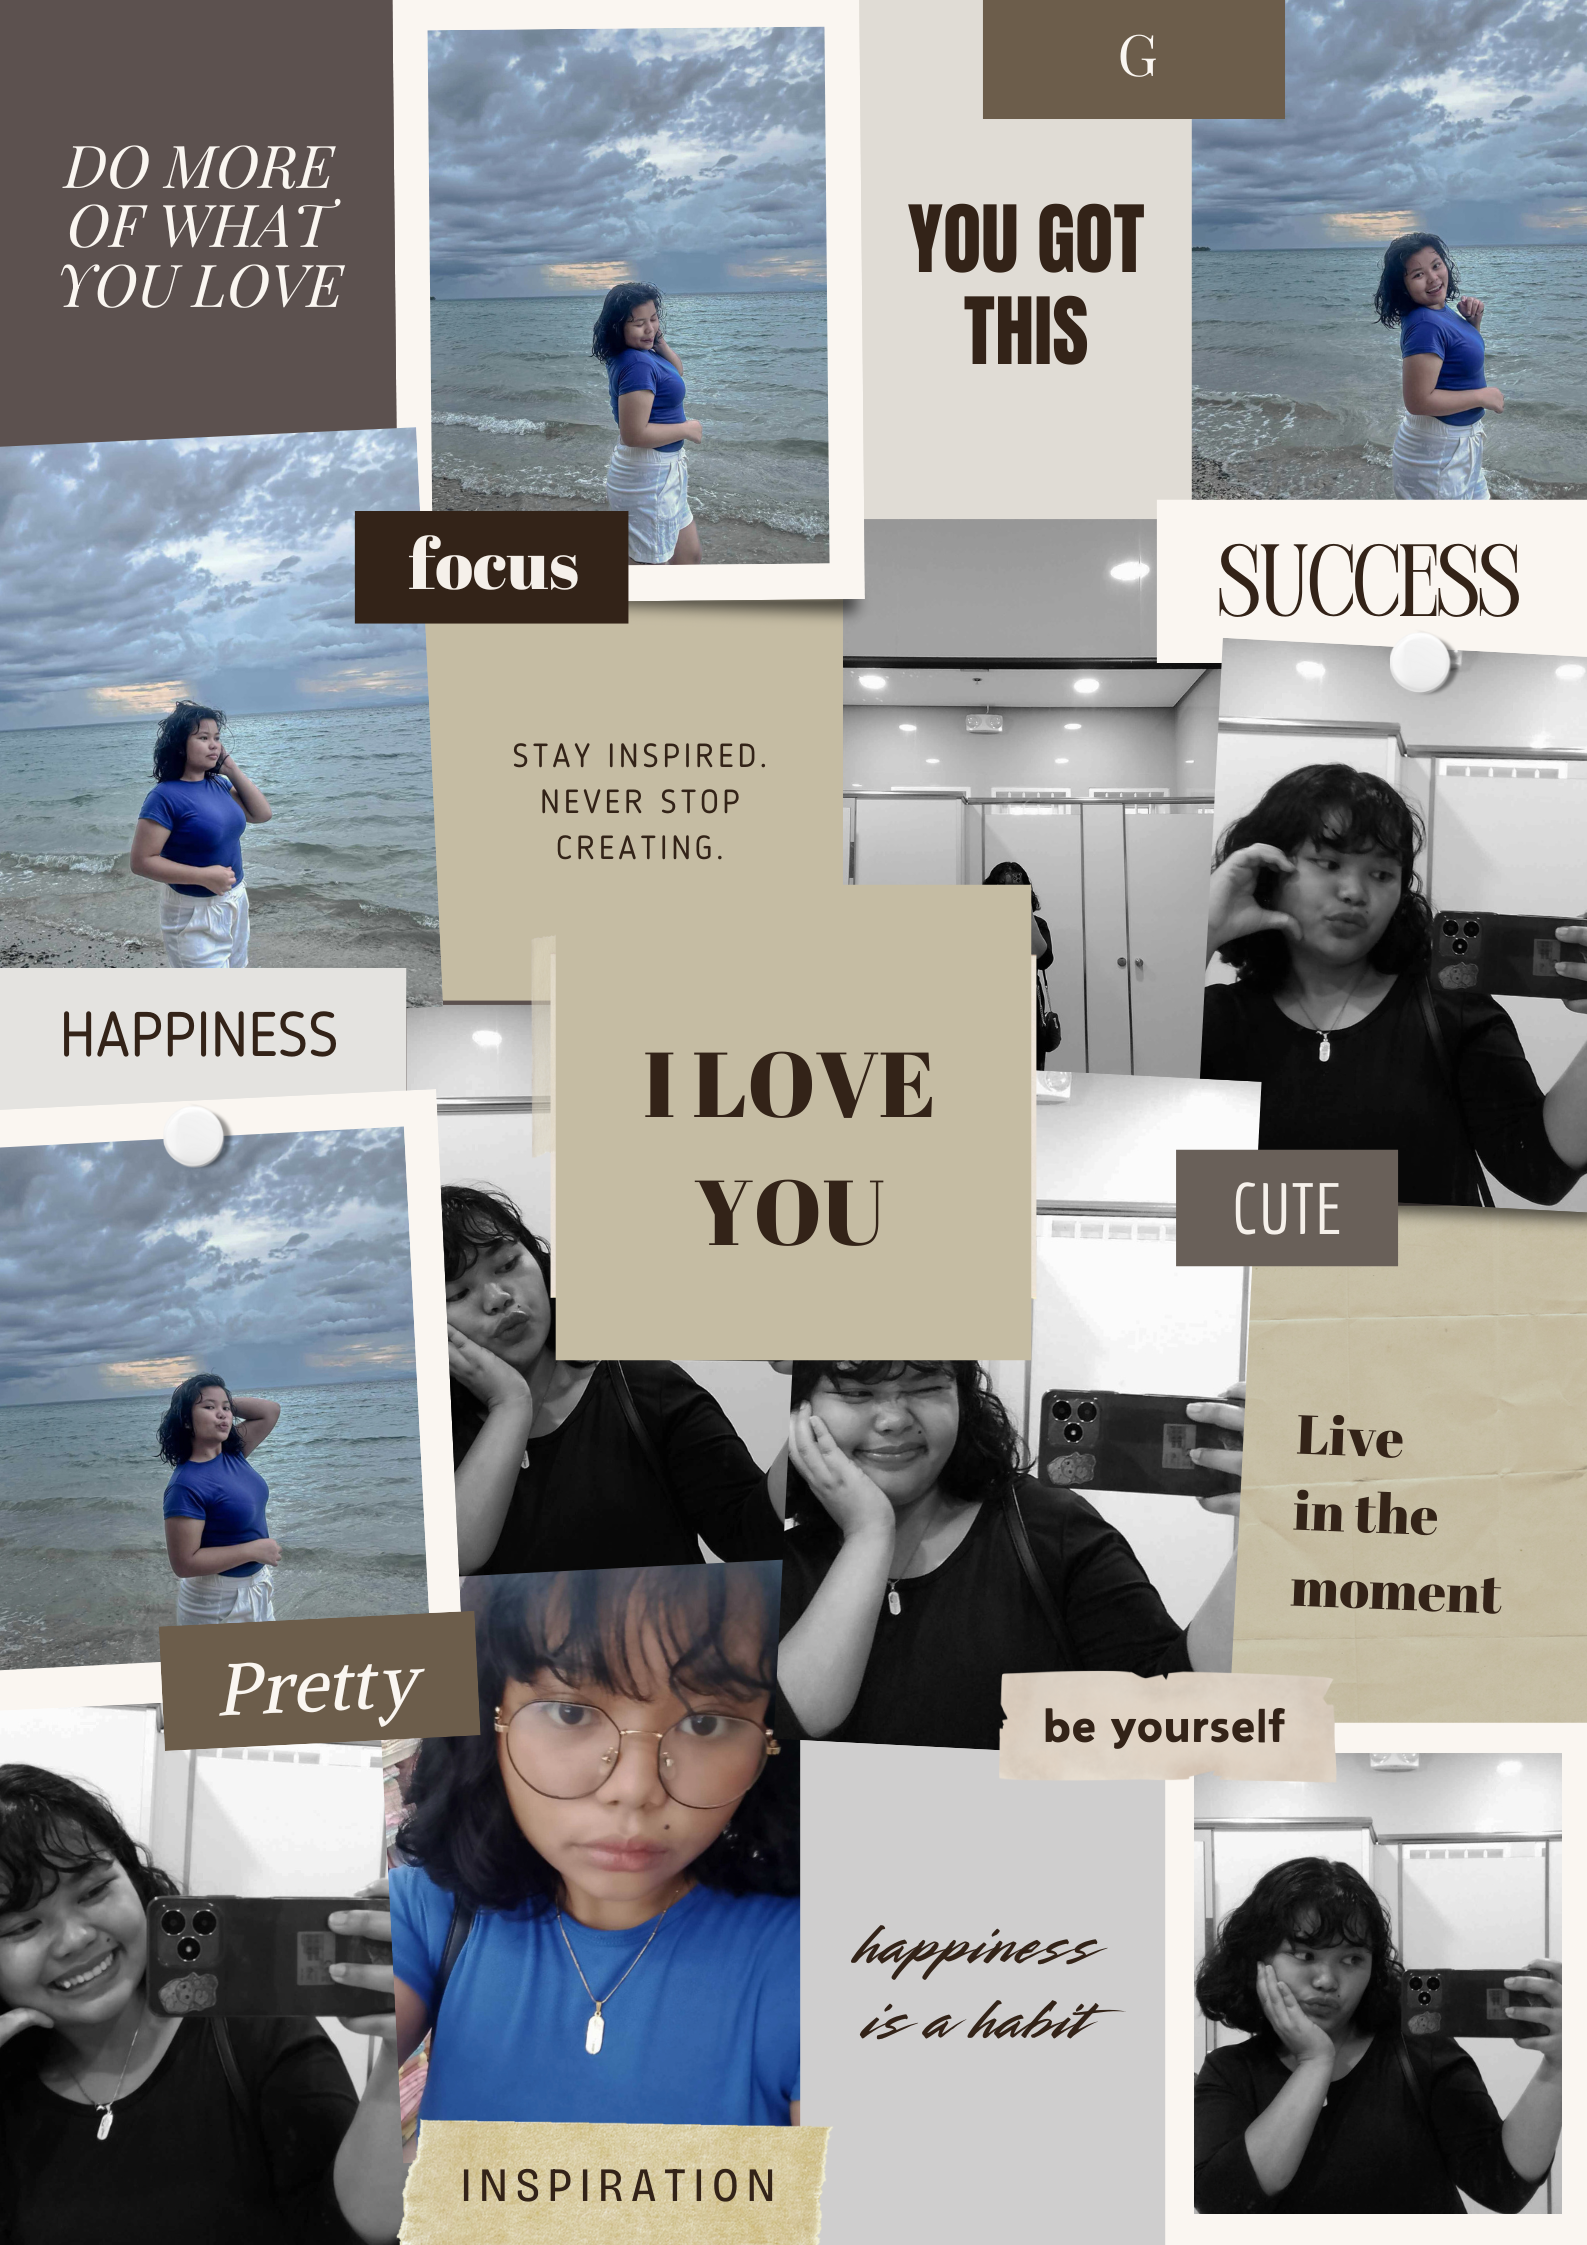 DO MORE
OF WHAT
YOU LOVE
G
YOU GOT
THIS
focus
SUCCESS
STAY INSPIRED.
NEVER STOP
CREATING.
HAPPINESS
I LOVE
YOU
CUTE
Live
in the
moment
Pretty
be yourself
happiness
is a habit
INSPIRATION